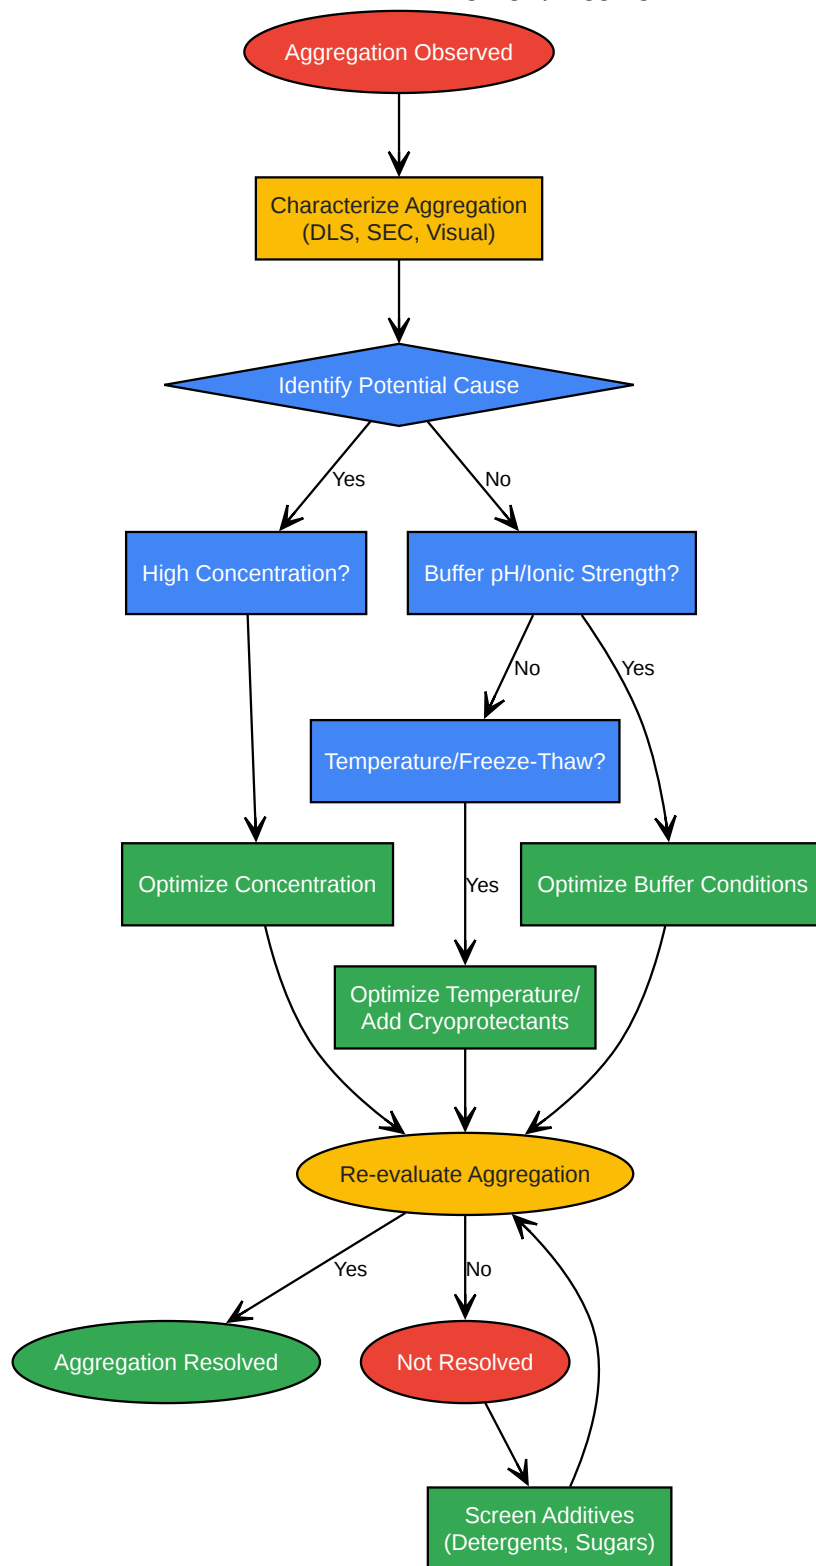 Aggregation Observed
Characterize Aggregation
(DLS, SEC, Visual)
Identify Potential Cause
Yes
No
High Concentration?
Buffer pH/Ionic Strength?
No
Yes
Temperature/Freeze-Thaw?
Optimize Concentration
Yes
Optimize Buffer Conditions
Optimize Temperature/
Add Cryoprotectants
Re-evaluate Aggregation
Yes
No
Aggregation Resolved
Not Resolved
Screen Additives
(Detergents, Sugars)